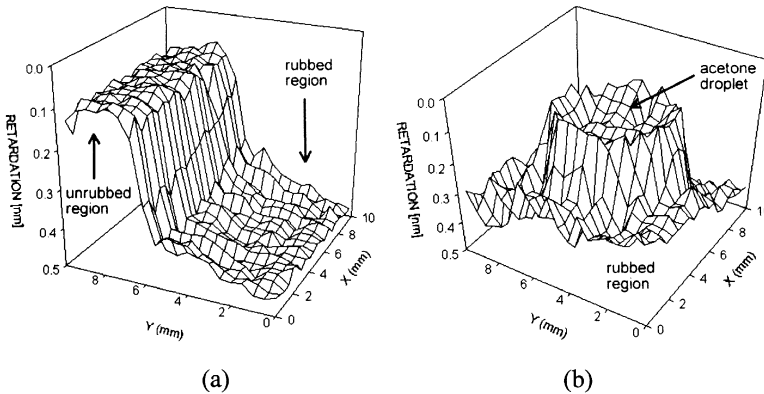 0.0
0.1
0.2
0.3
0.4
0.5
RETARDATION [nm]
unrubbed
region
rubbed
region
8
6
4
2
0
Y (mm)
0
2
4
6
8
10
X (mm)
(a)
0.0
0.1
0.2
0.3
0.4
0.5
RETARDATION [nm]
acetone
droplet
rubbed
region
8
6
4
2
0
Y (mm)
0
2
4
6
8
1
X (mm)
(b)